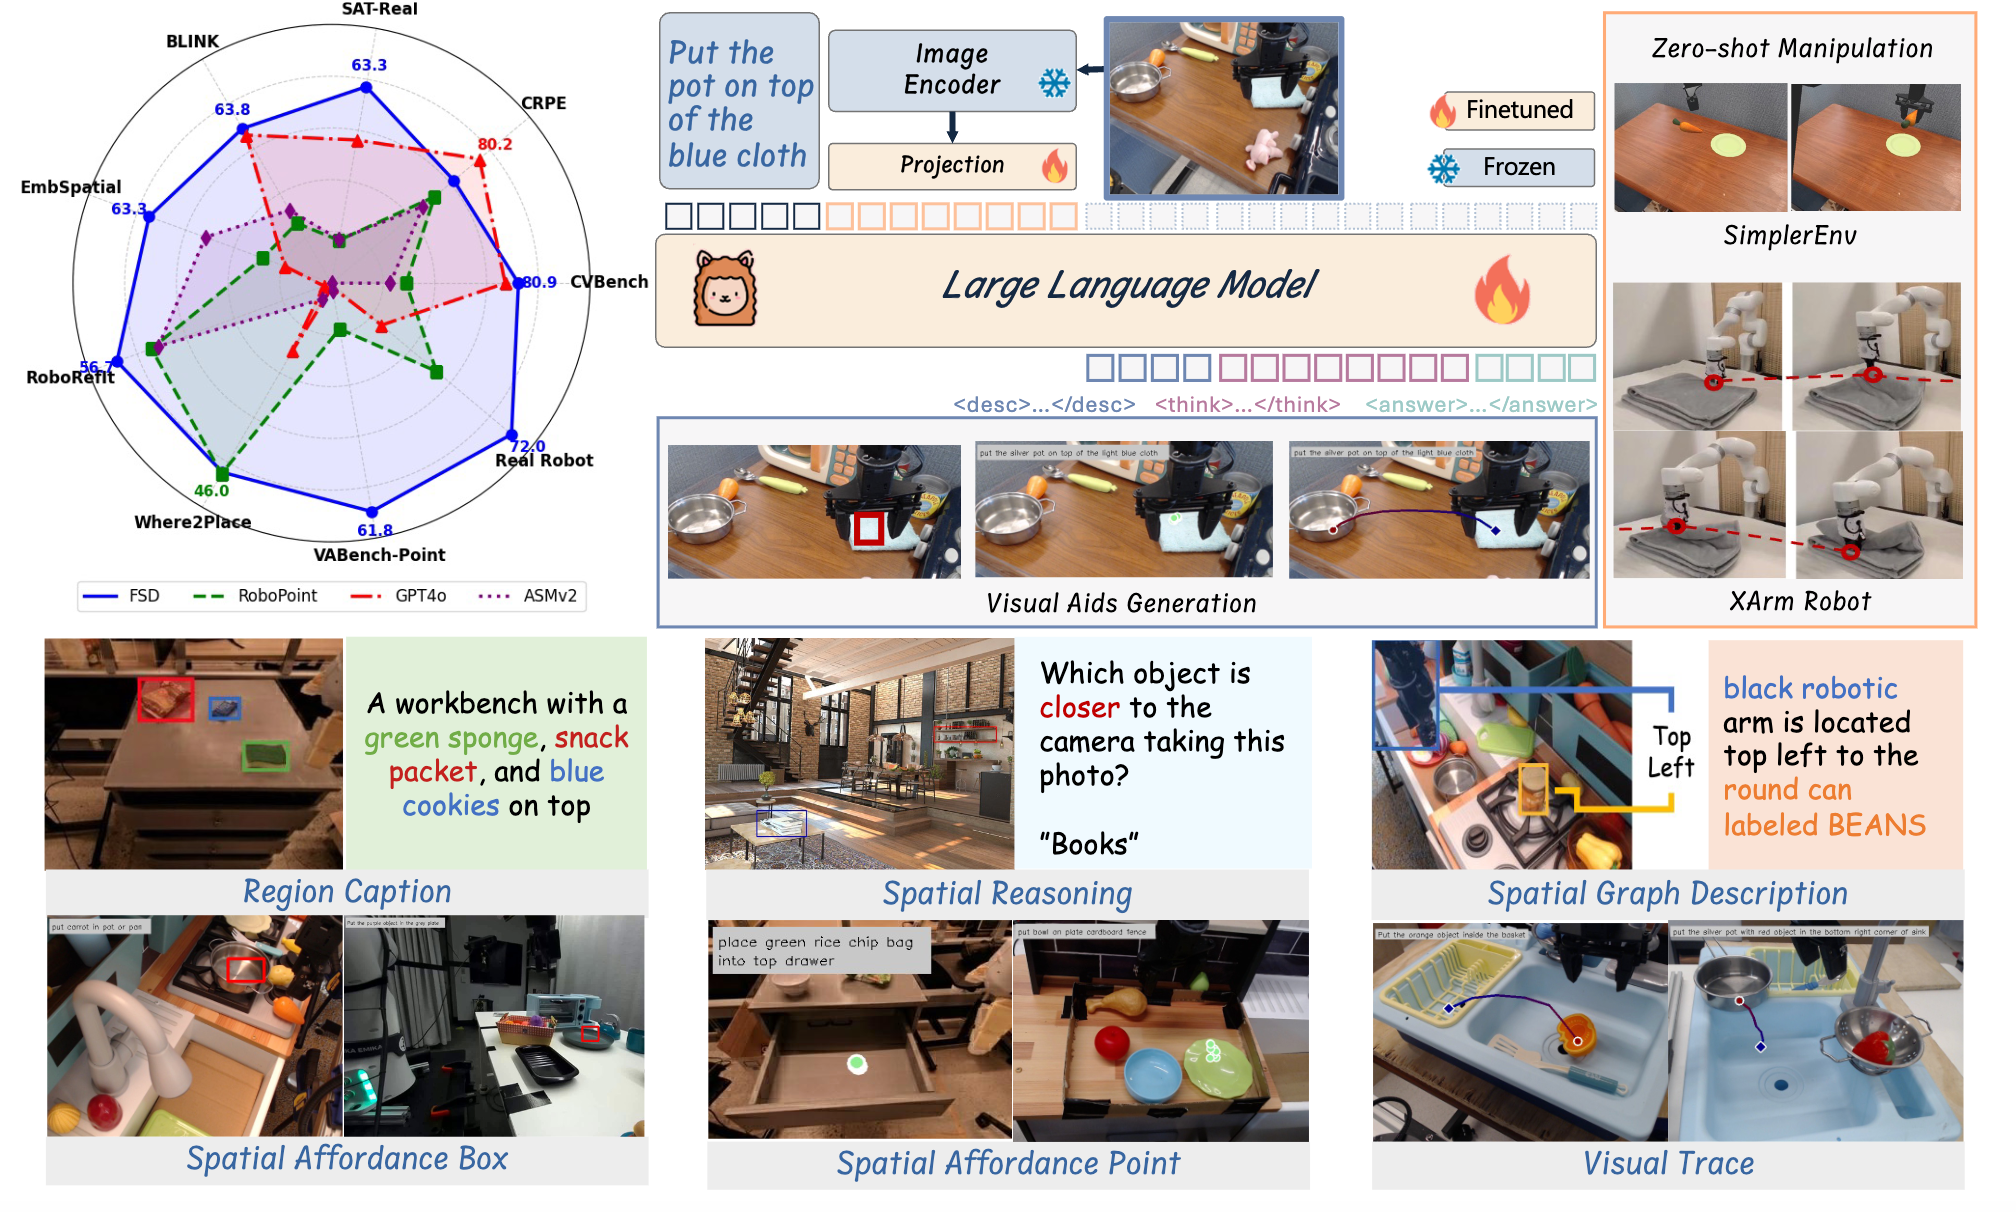 SAT-Real
BLINK
63.3
CRPE
63.8
80.2
EmbSpatial
63.3
CVBench
80.9
56.7
RoboRefit
72.0
Real Robot
46.0
Where2Place
61.8
VABench-Point
FSD
RoboPoint
GPT4o
ASMv2
Put the
pot on top
of the
blue cloth
Image
Encoder
Projection
Finetuned
Frozen
Large Language Model
<desc>...</desc>
<think>...</think>
<answer>...</answer>
put the silver pot on top of the light blue cloth
put the silver pot on top of the light blue cloth
Visual Aids Generation
Zero-shot Manipulation
SimplerEnv
XArm Robot
A workbench with a
green sponge, snack
packet, and blue
cookies on top
Region Caption
Which object is
closer to the
camera taking this
photo?
"Books"
Spatial Reasoning
Top
Left
black robotic
arm is located
top left to the
round can
labeled BEANS
Spatial Graph Description
put carrot in pot or pan
Put the purple object in the grey plate
Spatial Affordance Box
place green rice chip bag
into top drawer
put bowl on plate cardboard fence
Spatial Affordance Point
Put the orange object inside the basket
put the silver pot with red object in the bottom right corner of sink
Visual Trace